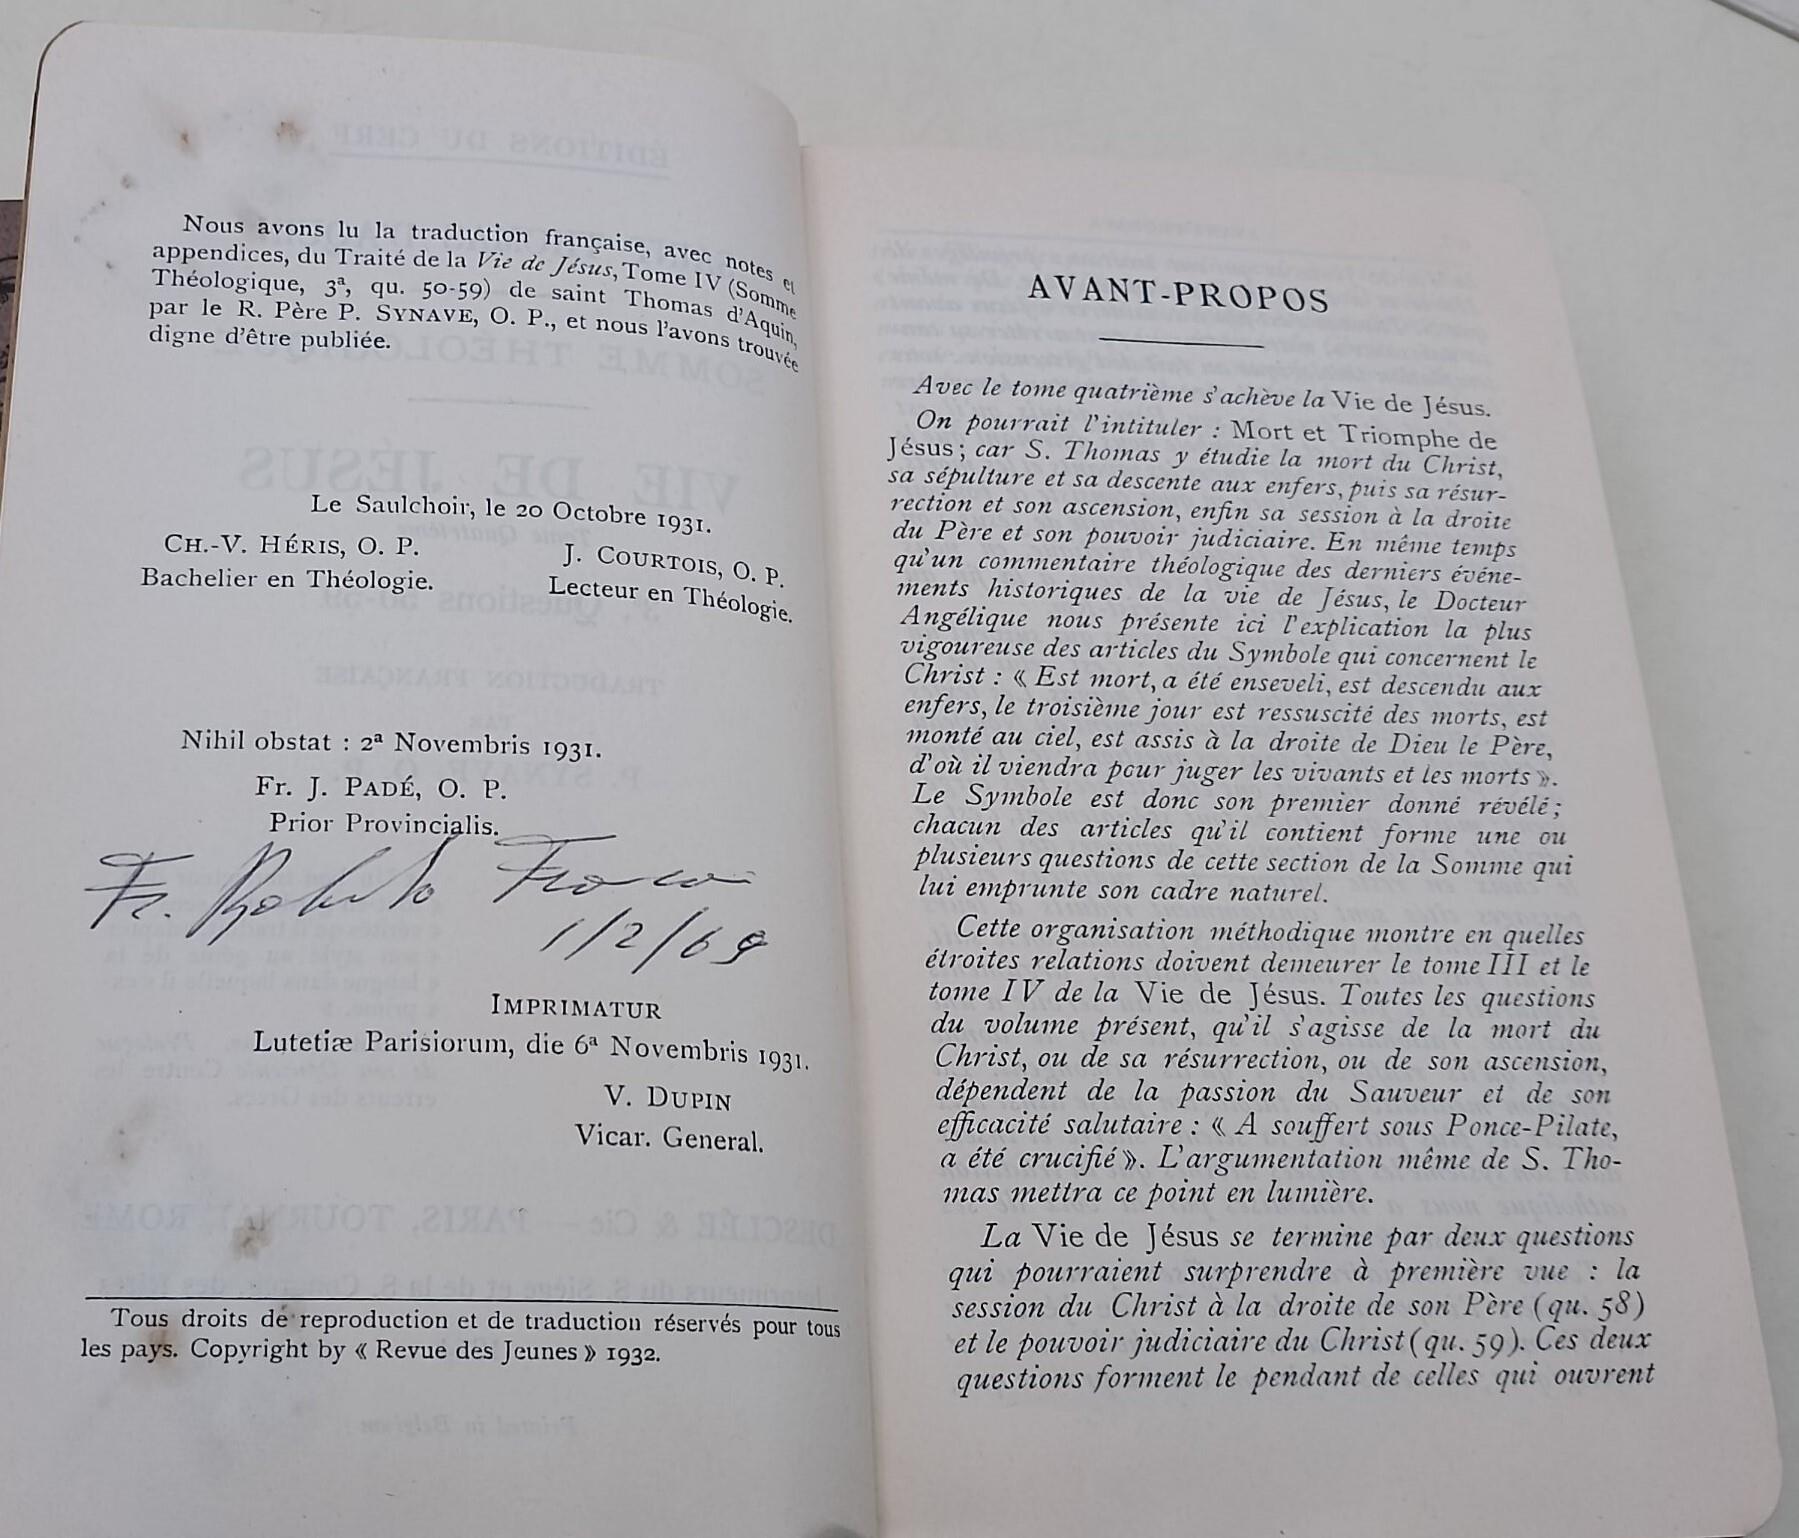 Nous avons lu la traduction française, avec notes et
appendices, du Traité de la Vie de Jésus, Tome IV (Somme
Théologique, 3ª, qu. 50-59) de saint Thomas d'Aquin,
par le R. Père P. SYNAVE, O. P., et nous l'avons trouvée
digne d'être publiée.
Le Saulchoir, le 20 Octobre 1931.
CH.-V. HÉRIS, O. P.
Bachelier en Théologie.
J. COURTOIS, O. P.
Lecteur en Théologie.
Nihil obstat : 2ª Novembris 1931.
Fr. J. PADÉ, O. P.
Prior Provincialis.
Fr. Roberto
1/2/69
IMPRIMATUR
Lutetiæ Parisiorum, die 6ª Novembris 1931.
V. DUPIN
Vicar. General.
Tous droits de reproduction et de traduction réservés pour tous
les pays. Copyright by « Revue des Jeunes » 1932.
AVANT-PROPOS
Avec le tome quatrième s'achève la Vie de Jésus.
On pourrait l'intituler : Mort et Triomphe de
Jésus ; car S. Thomas y étudie la mort du Christ,
sa sépulture et sa descente aux enfers, puis sa résur-
rection et son ascension, enfin sa session à la droite
du Père et son pouvoir judiciaire. En même temps
qu'un commentaire théologique des derniers événe-
ments historiques de la vie de Jésus, le Docteur
Angélique nous présente ici l'explication la plus
vigoureuse des articles du Symbole qui concernent le
Christ : « Est mort, a été enseveli, est descendu aux
enfers, le troisième jour est ressuscité des morts, est
monté au ciel, est assis à la droite de Dieu le Père,
d'où il viendra pour juger les vivants et les morts ».
Le Symbole est donc son premier donné révélé ;
chacun des articles qu'il contient forme une ou
plusieurs questions de cette section de la Somme qui
lui emprunte son cadre naturel.
Cette organisation méthodique montre en quelles
étroites relations doivent demeurer le tome III et le
tome IV de la Vie de Jésus. Toutes les questions
du volume présent, qu'il s'agisse de la mort du
Christ, ou de sa résurrection, ou de son ascension,
dépendent de la passion du Sauveur et de son
efficacité salutaire : « A souffert sous Ponce-Pilate,
a été crucifié ». L'argumentation même de S. Tho-
mas mettra ce point en lumière.
La Vie de Jésus se termine par deux questions
qui pourraient surprendre à première vue : la
session du Christ à la droite de son Père (qu. 58)
et le pouvoir judiciaire du Christ (qu. 59). Ces deux
questions forment le pendant de celles qui ouvrent